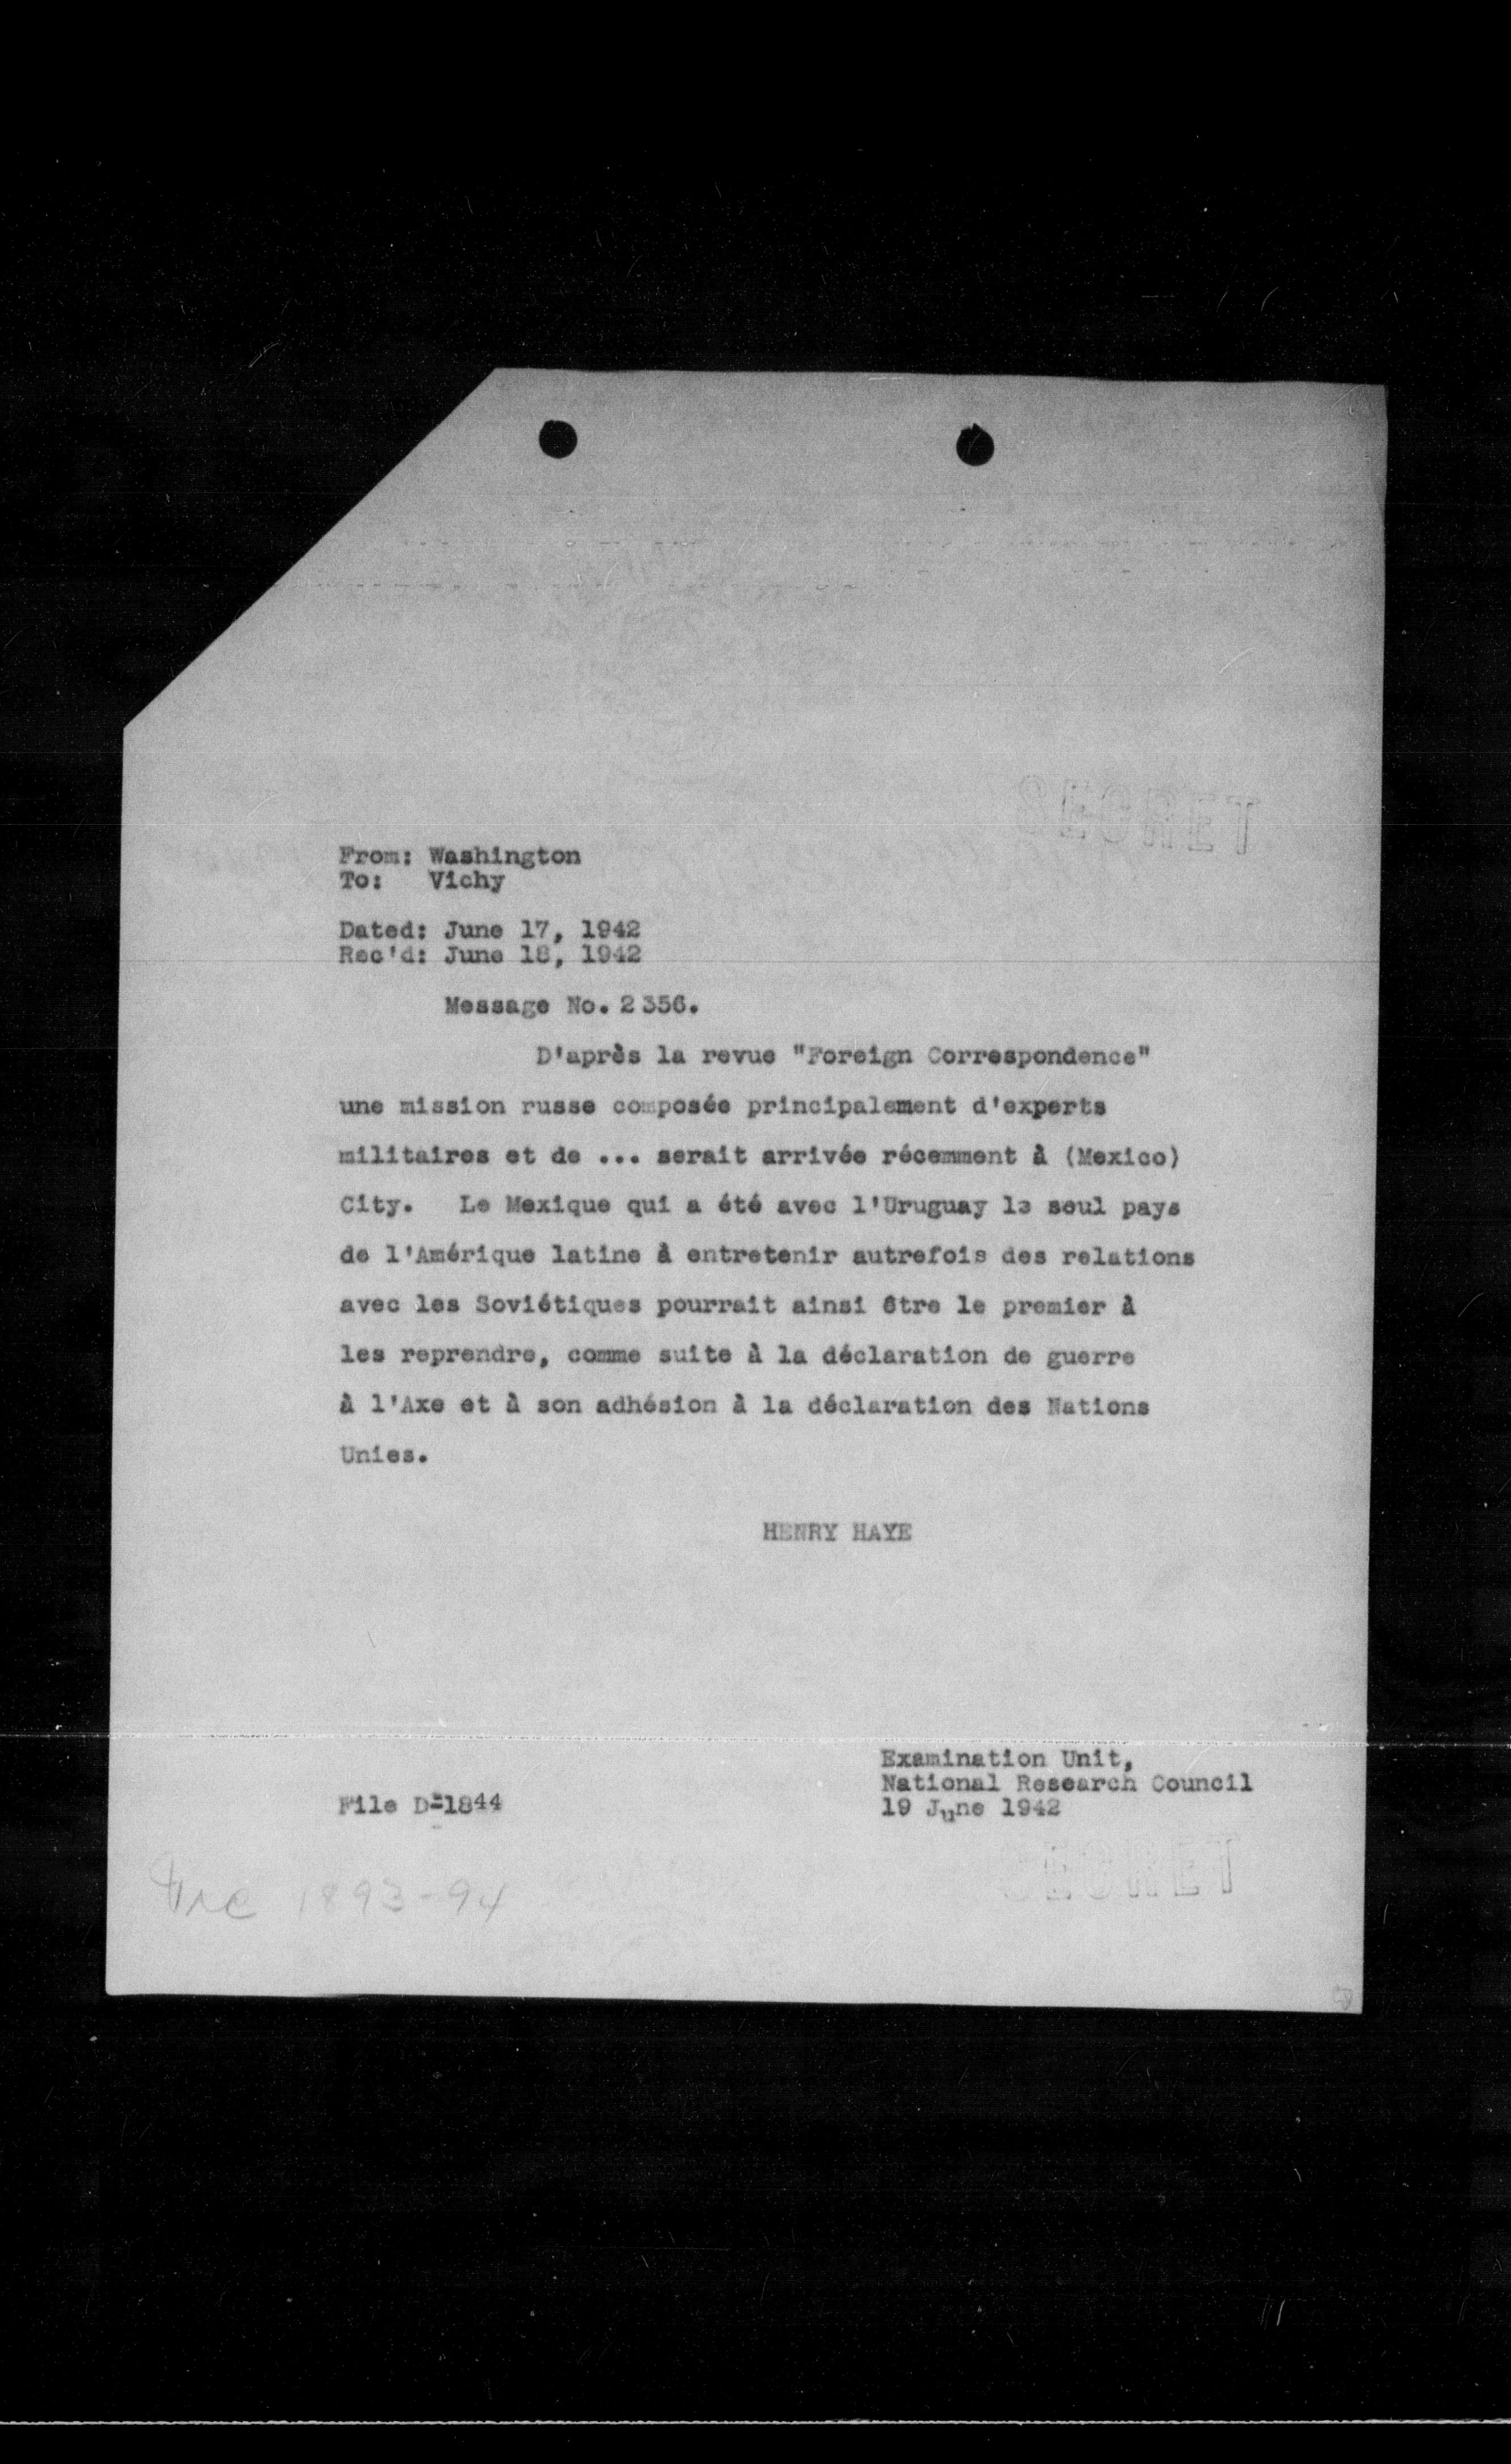 SECRET
From: Washington
To: Vichy
Dated: June 17, 1942
Rec'd: June 18, 1942
Message No. 2356.
D'après la revue "Foreign Correspondence"
une mission russe composée principalement d'experts
militaires et de ... serait arrivée récemment à (Mexico)
City. Le Mexique qui a été avec l'Uruguay le seul pays
de l'Amérique latine à entretenir autrefois des relations
avec les Soviétiques pourrait ainsi être le premier à
les reprendre, comme suite à la déclaration de guerre
à l'Axe et à son adhésion à la déclaration des Nations
Unies.
HENRY HAYE
Examination Unit,
National Research Council
19 June 1942
File D-1844
SECRET
1893-94